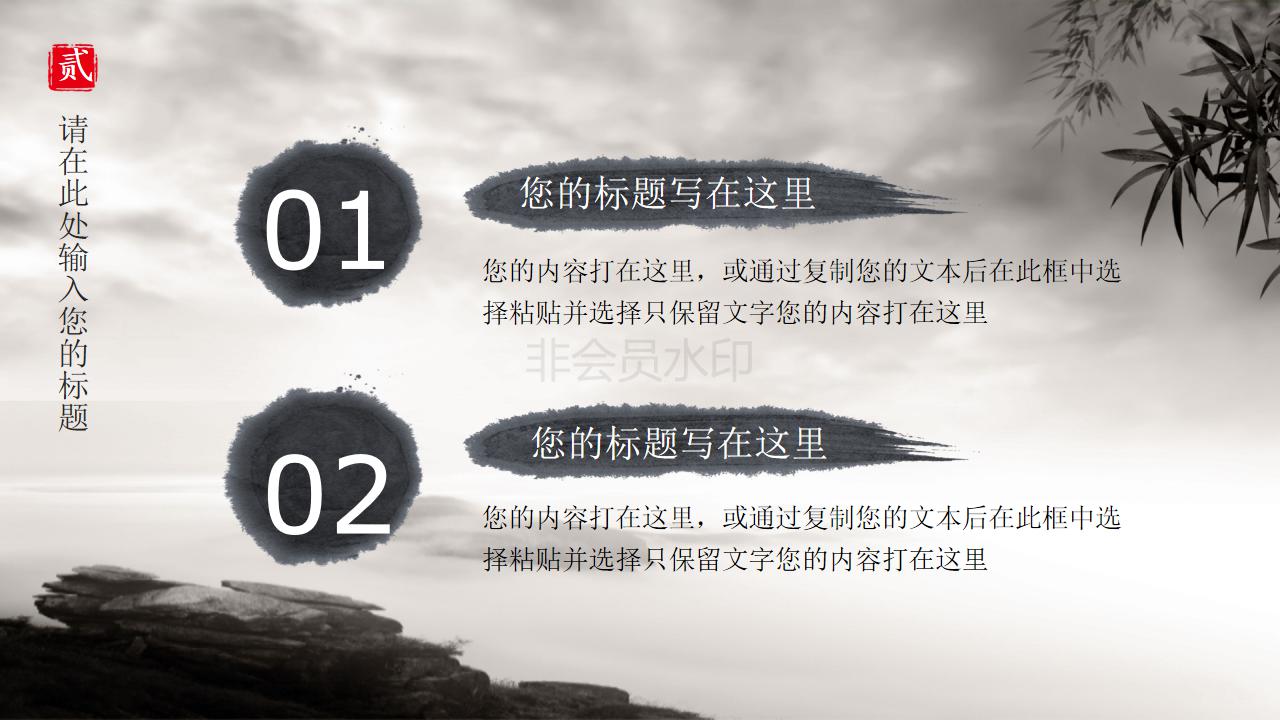 贰
请在此处输入您的标题
01
您的标题写在这里
您的内容打在这里，或通过复制您的文本后在此框中选
择粘贴并选择只保留文字您的内容打在这里
非会员水印
02
您的标题写在这里
您的内容打在这里，或通过复制您的文本后在此框中选
择粘贴并选择只保留文字您的内容打在这里